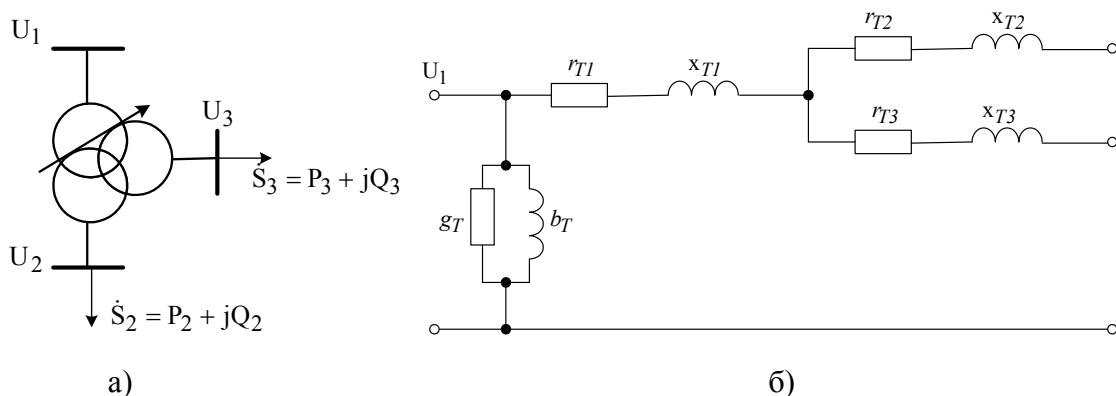 U1
U3
Ṡ3 = P3 + jQ3
U2
Ṡ2 = P2 + jQ2
а)
rT2
xT2
U1
rT1
xT1
rT3
xT3
gT
bT
б)